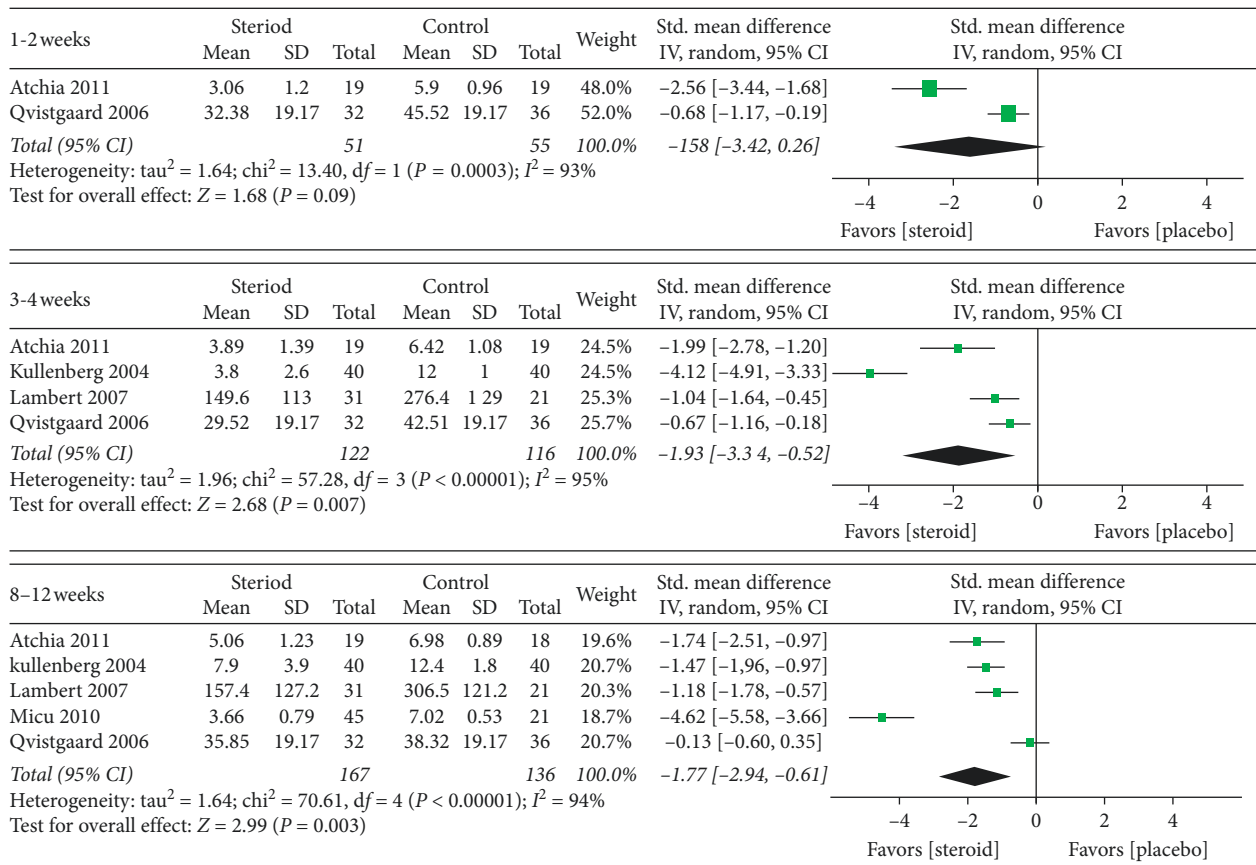 1-2 weeks Steriod Control Weight Std. mean difference Std. mean difference
Mean SD Total Mean SD Total IV, random, 95% CI IV, random, 95% CI
Atchia 2011 3.06 1.2 19 5.9 0.96 19 48.0% −2.56 [−3.44, −1.68]
Qvistgaard 2006 32.38 19.17 32 45.52 19.17 36 52.0% −0.68 [−1.17, −0.19]
Total (95% CI) 51 55 100.0% −158 [−3.42, 0.26]
Heterogeneity: tau² = 1.64; chi² = 13.40, df = 1 (P = 0.0003); I² = 93%
Test for overall effect: Z = 1.68 (P = 0.09)
−4 −2 0 2 4
Favors [steroid] Favors [placebo]
3-4 weeks Steriod Control Weight Std. mean difference Std. mean difference
Mean SD Total Mean SD Total IV, random, 95% CI IV, random, 95% CI
Atchia 2011 3.89 1.39 19 6.42 1.08 19 24.5% −1.99 [−2.78, −1.20]
Kullenberg 2004 3.8 2.6 40 12 1 40 24.5% −4.12 [−4.91, −3.33]
Lambert 2007 149.6 113 31 276.4 1 29 21 25.3% −1.04 [−1.64, −0.45]
Qvistgaard 2006 29.52 19.17 32 42.51 19.17 36 25.7% −0.67 [−1.16, −0.18]
Total (95% CI) 122 116 100.0% −1.93 [−3.3 4, −0.52]
Heterogeneity: tau² = 1.96; chi² = 57.28, df = 3 (P < 0.00001); I² = 95%
Test for overall effect: Z = 2.68 (P = 0.007)
−4 −2 0 2 4
Favors [steroid] Favors [placebo]
8–12 weeks Steriod Control Weight Std. mean difference Std. mean difference
Mean SD Total Mean SD Total IV, random, 95% CI IV, random, 95% CI
Atchia 2011 5.06 1.23 19 6.98 0.89 18 19.6% −1.74 [−2.51, −0.97]
kullenberg 2004 7.9 3.9 40 12.4 1.8 40 20.7% −1.47 [−1,96, −0.97]
Lambert 2007 157.4 127.2 31 306.5 121.2 21 20.3% −1.18 [−1.78, −0.57]
Micu 2010 3.66 0.79 45 7.02 0.53 21 18.7% −4.62 [−5.58, −3.66]
Qvistgaard 2006 35.85 19.17 32 38.32 19.17 36 20.7% −0.13 [−0.60, 0.35]
Total (95% CI) 167 136 100.0% −1.77 [−2.94, −0.61]
Heterogeneity: tau² = 1.64; chi² = 70.61, df = 4 (P < 0.00001); I² = 94%
Test for overall effect: Z = 2.99 (P = 0.003)
−4 −2 0 2 4
Favors [steroid] Favors [placebo]